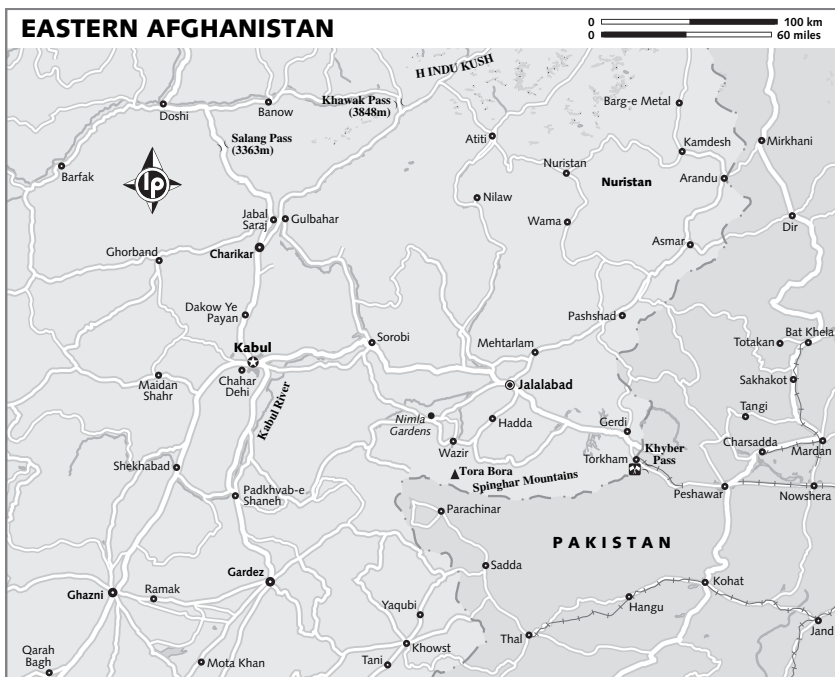 EASTERN AFGHANISTAN
0 100 km
0 60 miles
HINDU KUSH
Khawak Pass
(3848m)
Doshi
Banow
Barg-e Metal
Salang Pass
(3363m)
Atiti
Kamdesh
Mirkhani
Barfak
lp
Nuristan
Nuristan
Arandu
Nilaw
Jabal
Saraj
Gulbahar
Wama
Dir
Ghorband
Charikar
Asmar
Dakow Ye
Payan
Pashshad
Kabul
Sorobi
Mehtarlam
Totakan
Bat Khela
Maidan
Shahr
Chahar
Dehi
Kabul River
Jalalabad
Sakhakot
Nimla
Gardens
Hadda
Gerdi
Tangi
Wazir
Khyber
Pass
Charsadda
Mardan
Shekhabad
Torkham
Tora Bora
Spinghar Mountains
Peshawar
Nowshera
Padkhvab-e
Shaneh
Parachinar
PAKISTAN
Gardez
Sadda
Kohat
Ghazni
Ramak
Yaqubi
Hangu
Jand
Thal
Qarah
Bagh
Mota Khan
Khowst
Tani